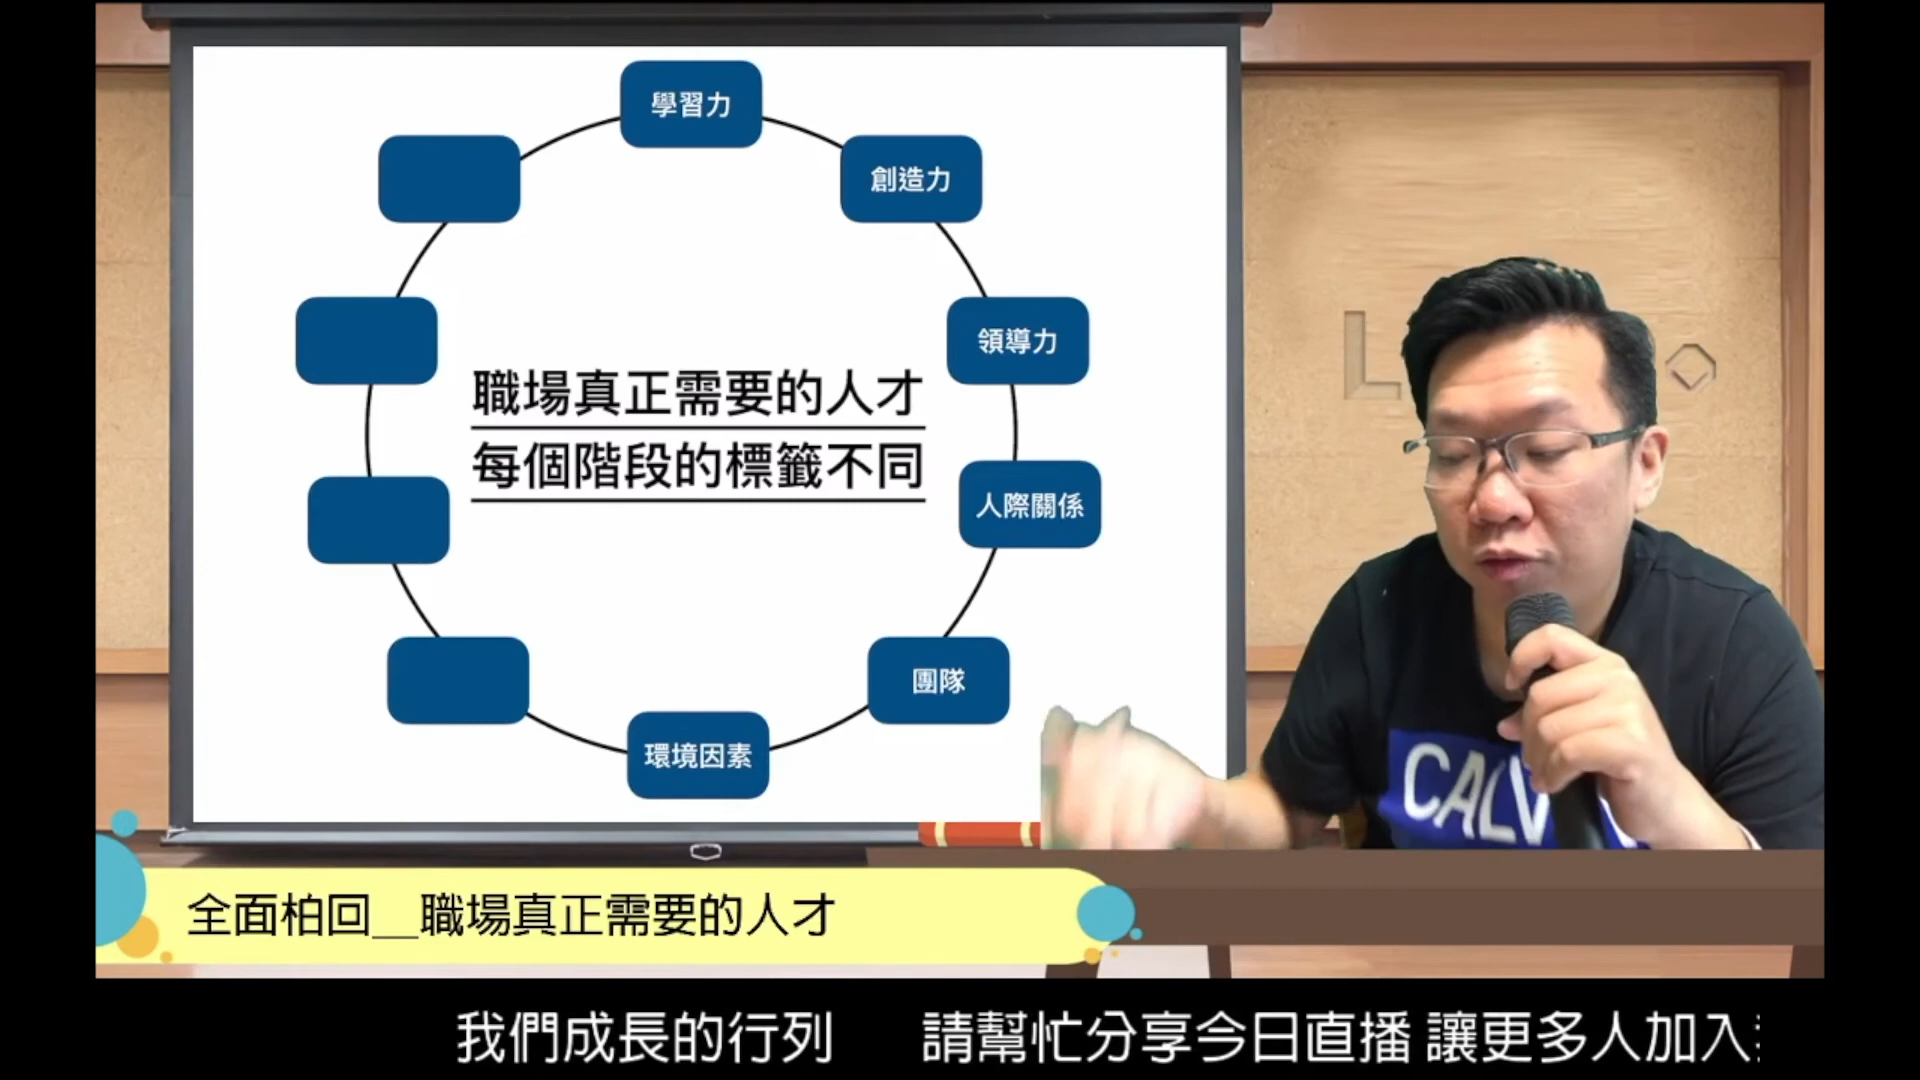 學習力
創造力
領導力
人際關係
團隊
環境因素
職場真正需要的人才
每個階段的標籤不同
CALV
全面柏回__職場真正需要的人才
我們成長的行列 請幫忙分享今日直播 讓更多人加入